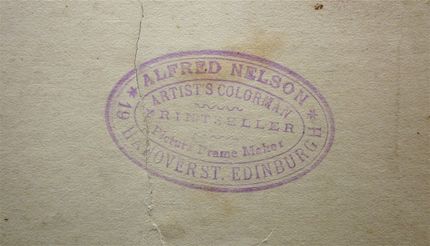 ALFRED NELSON
ARTIST'S COLORMAN
PRINTSELLER
Picture Frame Maker
* 19 HANOVER ST. EDINBURGH *